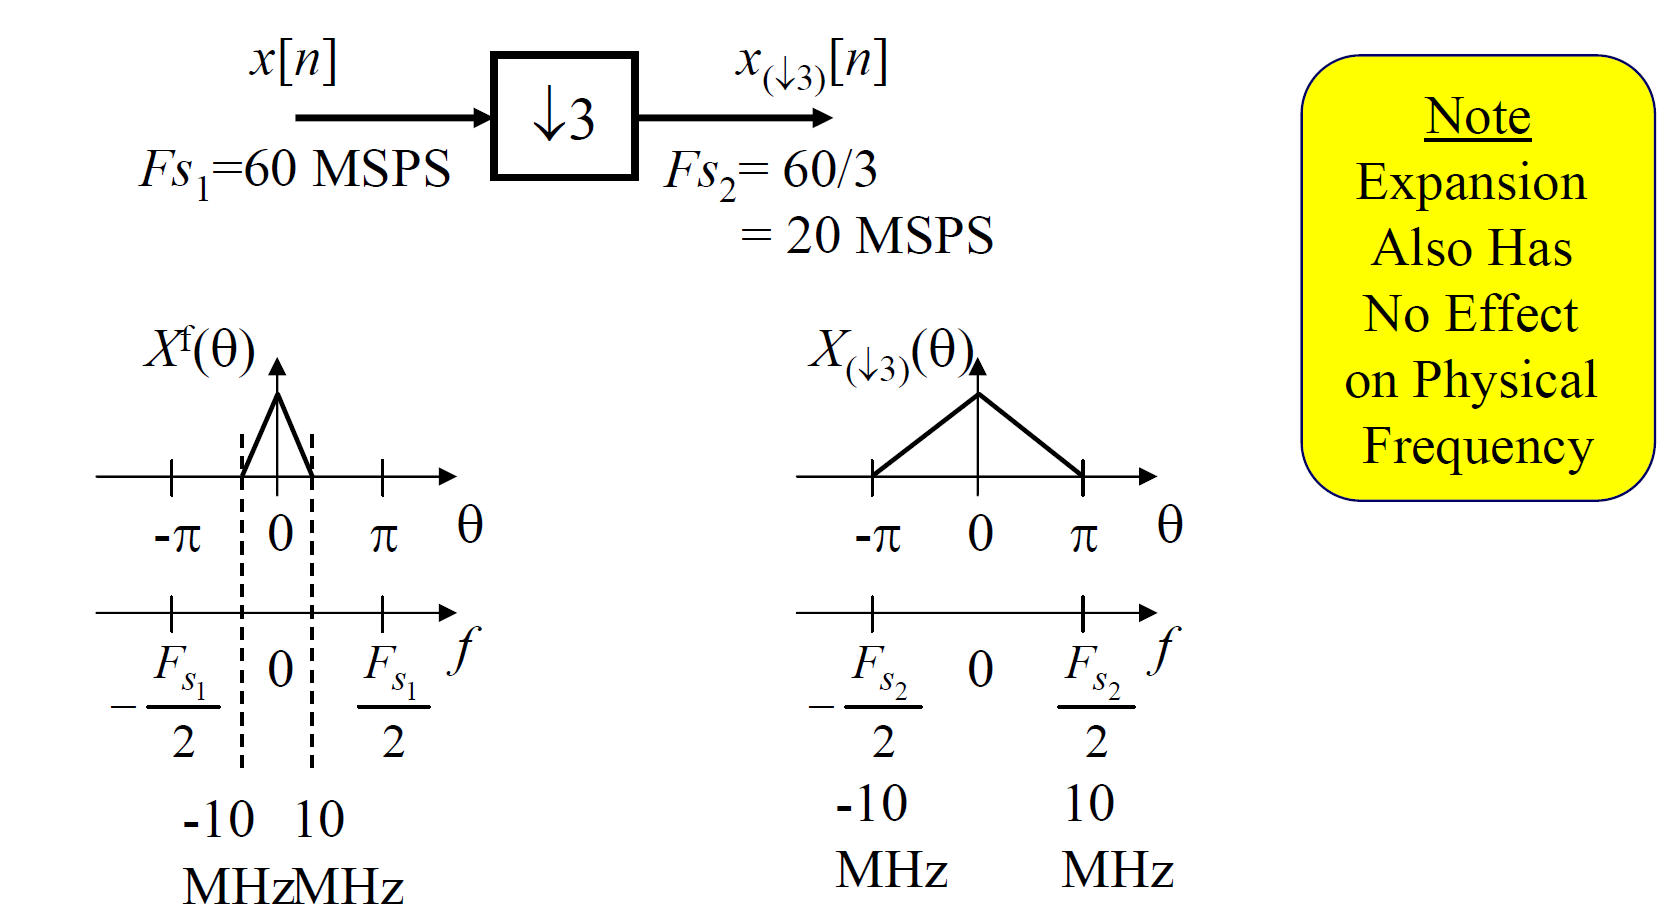 x[n]
↓3
x(↓3)[n]
Fs1=60 MSPS
Fs2= 60/3
= 20 MSPS
Note
Expansion
Also Has
No Effect
on Physical
Frequency
Xf(θ)
-π 0 π θ
−Fs1/2 0 Fs1/2 f
-10 10
MHz MHz
X(↓3)(θ)
-π 0 π θ
−Fs2/2 0 Fs2/2 f
-10 10
MHz MHz